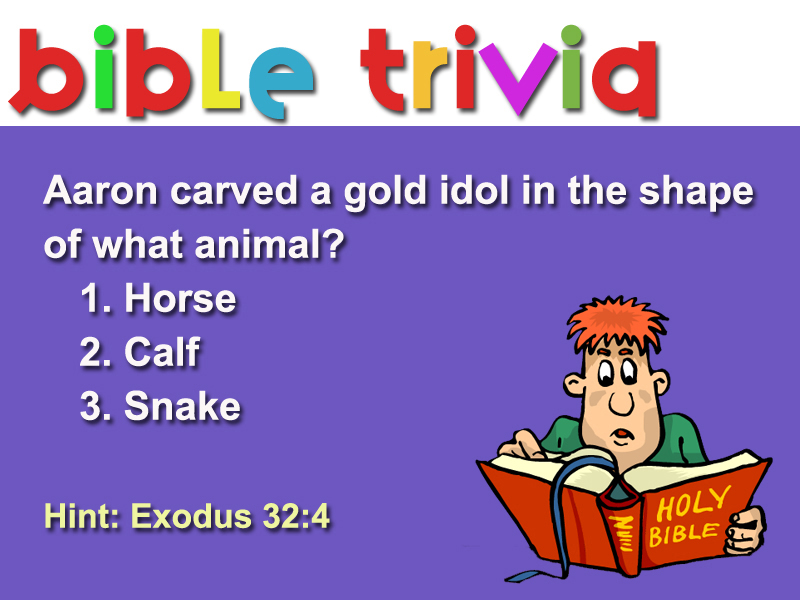 bible trivia
Aaron carved a gold idol in the shape
of what animal?
1. Horse
2. Calf
3. Snake
Hint: Exodus 32:4
HOLY
BIBLE